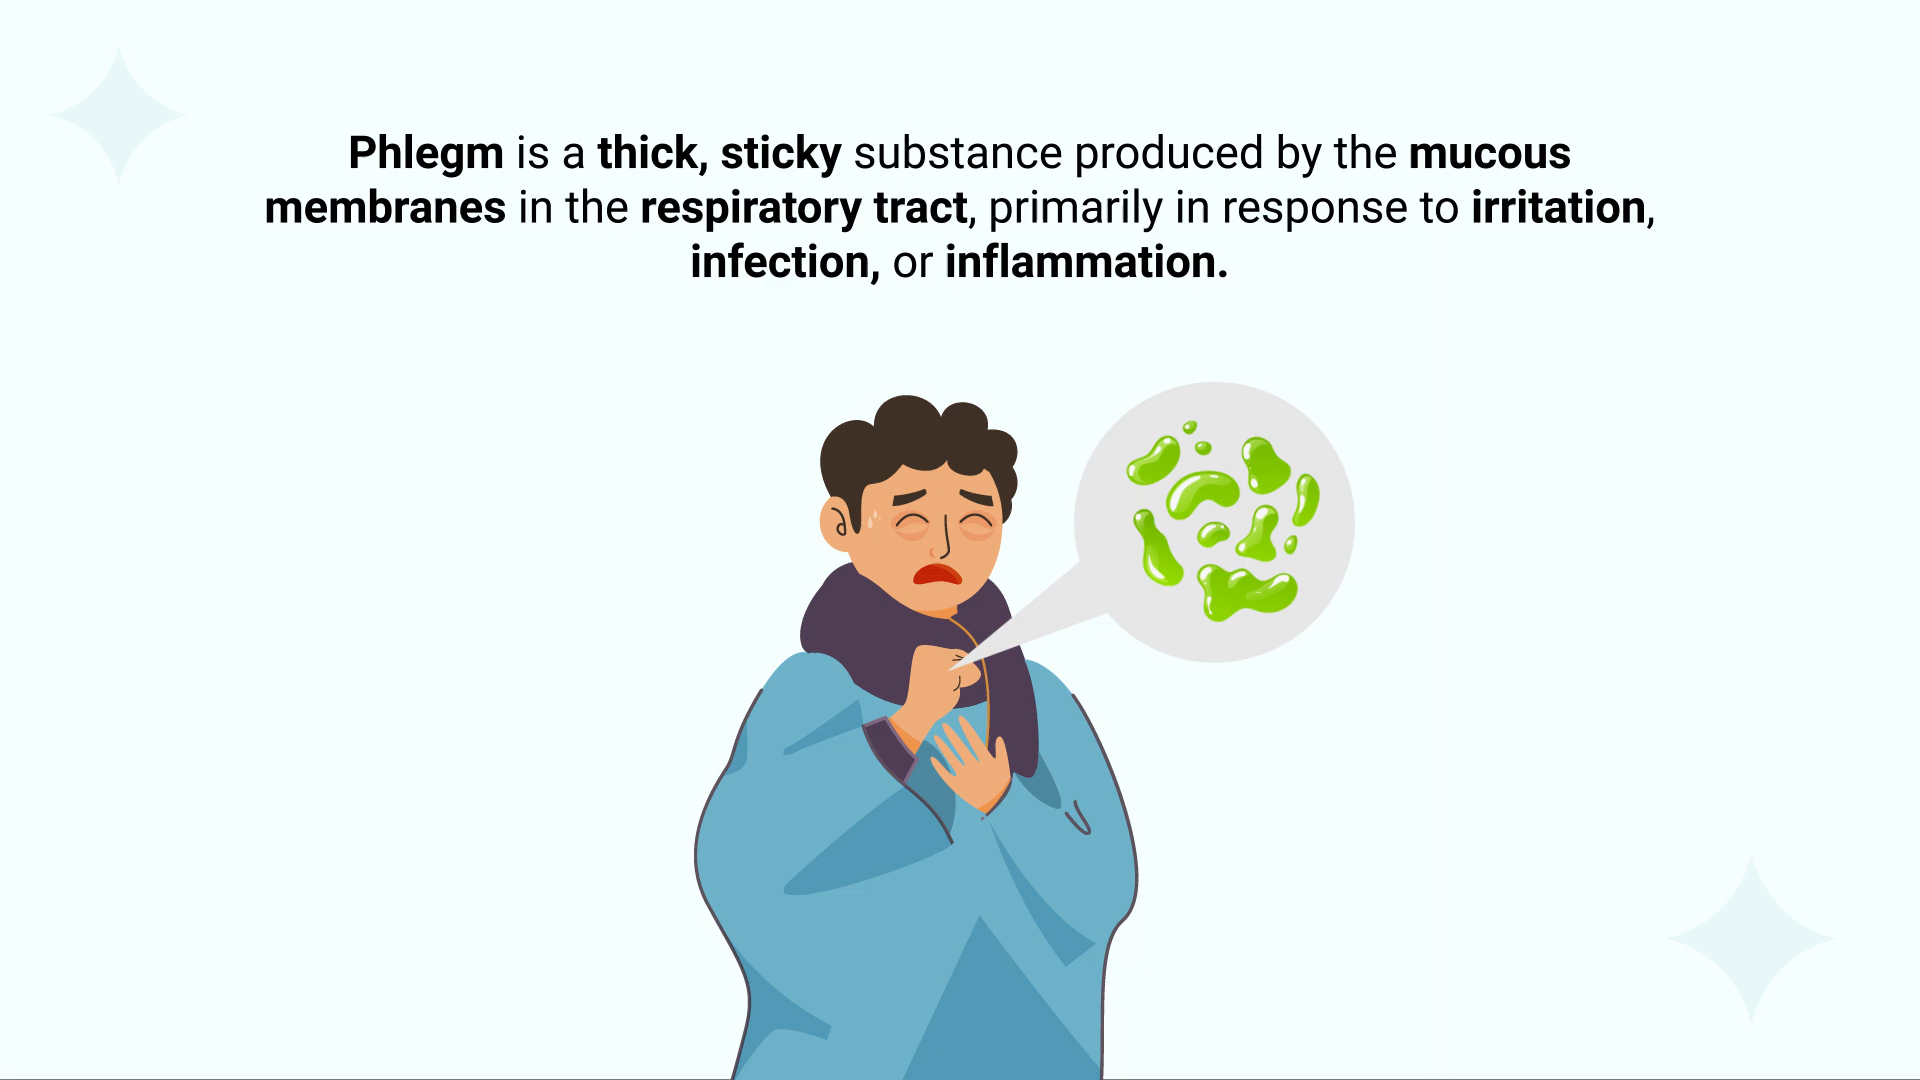 Phlegm is a thick, sticky substance produced by the mucous
membranes in the respiratory tract, primarily in response to irritation,
infection, or inflammation.